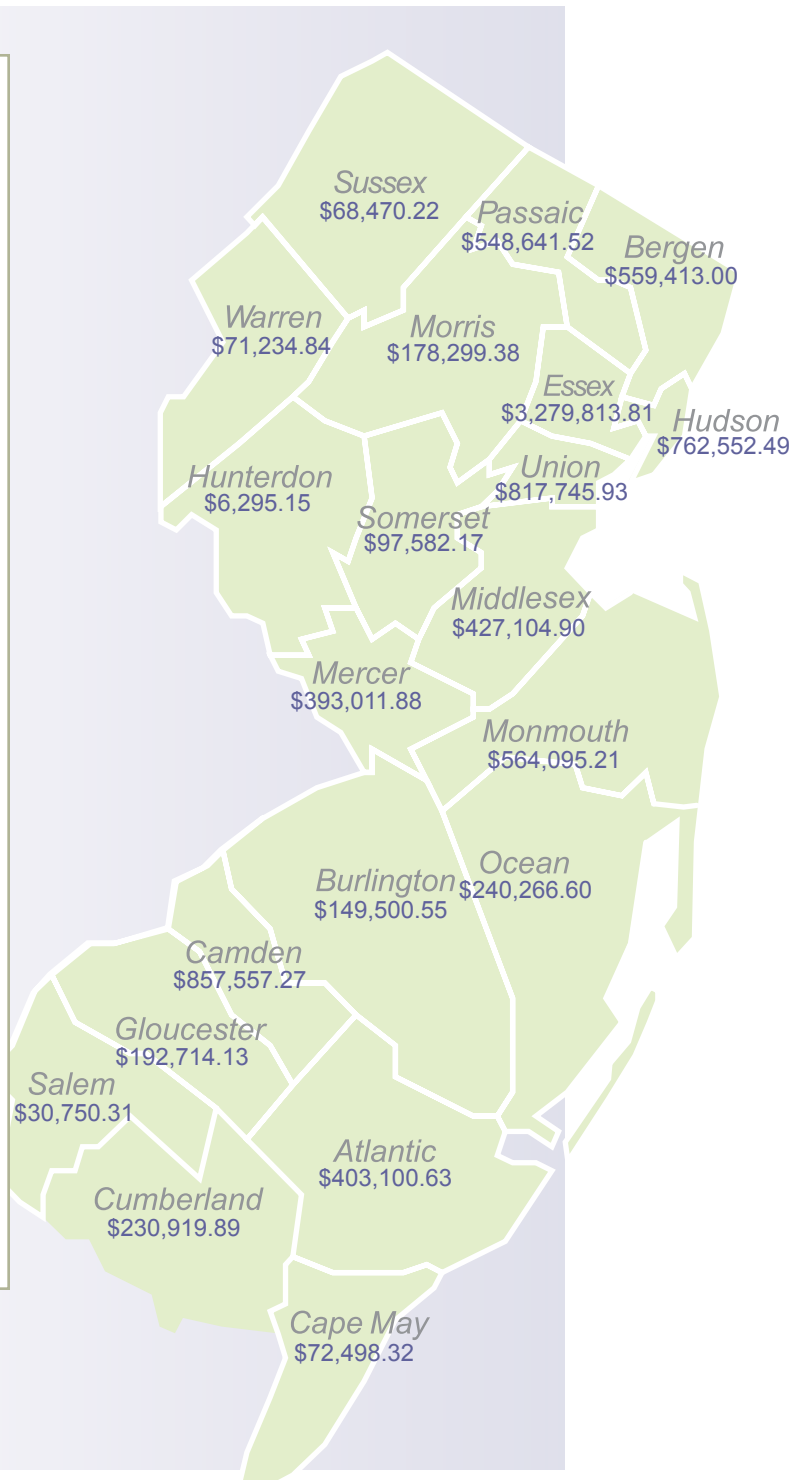 Sussex
$68,470.22
Passaic
$548,641.52
Bergen
$559,413.00
Warren
$71,234.84
Morris
$178,299.38
Essex
$3,279,813.81
Hudson
$762,552.49
Union
$817,745.93
Hunterdon
$6,295.15
Somerset
$97,582.17
Middlesex
$427,104.90
Mercer
$393,011.88
Monmouth
$564,095.21
Ocean
$240,266.60
Burlington
$149,500.55
Camden
$857,557.27
Gloucester
$192,714.13
Salem
$30,750.31
Atlantic
$403,100.63
Cumberland
$230,919.89
Cape May
$72,498.32